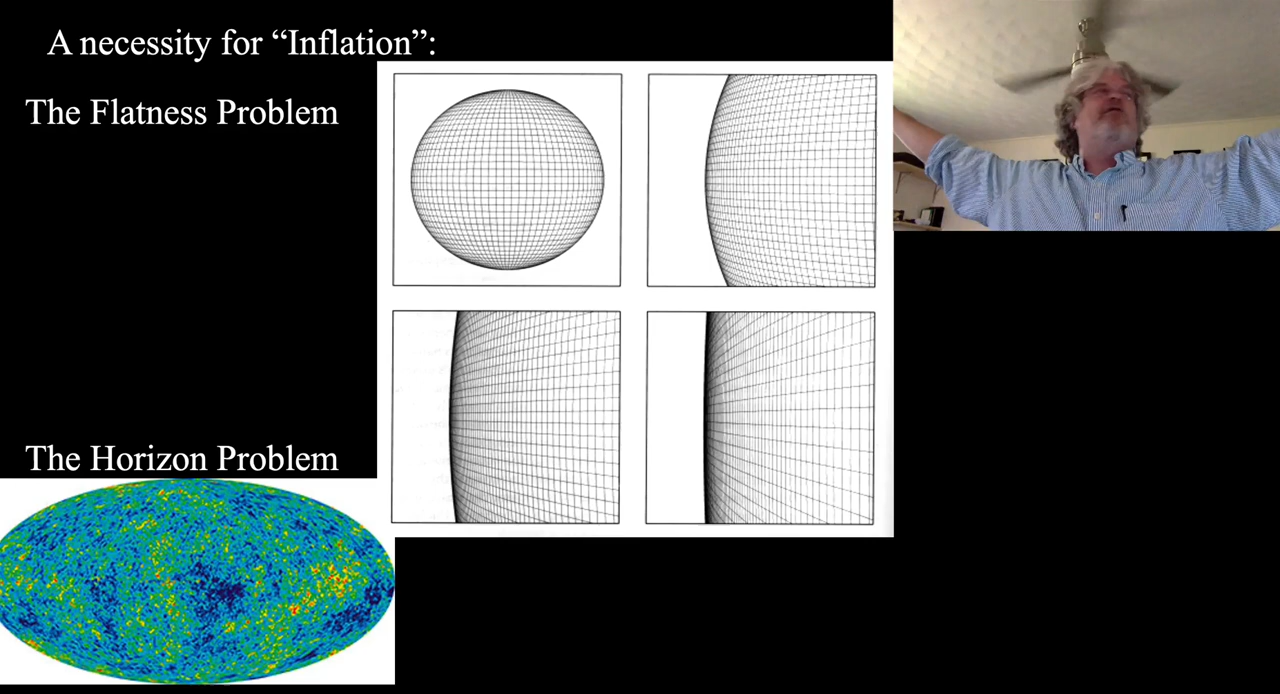 A necessity for “Inflation”:
The Flatness Problem
The Horizon Problem